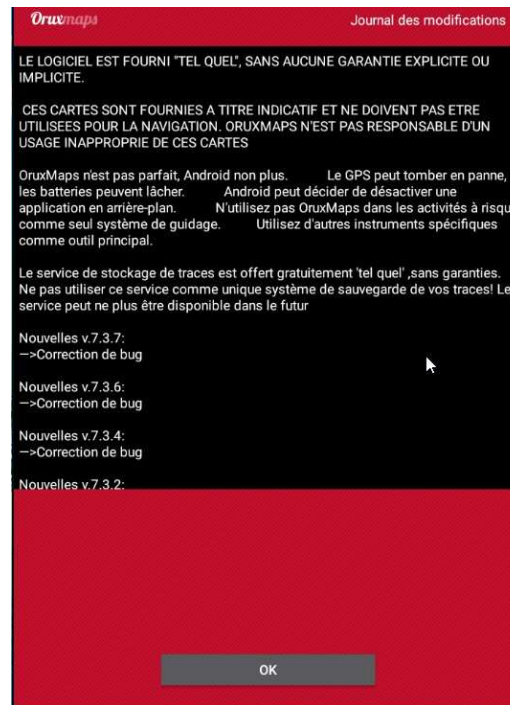 Oruxmaps
Journal des modifications
LE LOGICIEL EST FOURNI "TEL QUEL", SANS AUCUNE GARANTIE EXPLICITE OU
IMPLICITE.
CES CARTES SONT FOURNIES A TITRE INDICATIF ET NE DOIVENT PAS ETRE
UTILISEES POUR LA NAVIGATION. ORUXMAPS N'EST PAS RESPONSABLE D'UN
USAGE INAPPROPRIE DE CES CARTES
OruxMaps n'est pas parfait, Android non plus. Le GPS peut tomber en panne,
les batteries peuvent lâcher. Android peut décider de désactiver une
application en arrière-plan. N'utilisez pas OruxMaps dans les activités à risqu
comme seul système de guidage. Utilisez d'autres instruments spécifiques
comme outil principal.
Le service de stockage de traces est offert gratuitement 'tel quel' ,sans garanties.
Ne pas utiliser ce service comme unique système de sauvegarde de vos traces! Le
service peut ne plus être disponible dans le futur
Nouvelles v.7.3.7:
—>Correction de bug
Nouvelles v.7.3.6:
—>Correction de bug
Nouvelles v.7.3.4:
—>Correction de bug
Nouvelles v.7.3.2:
OK